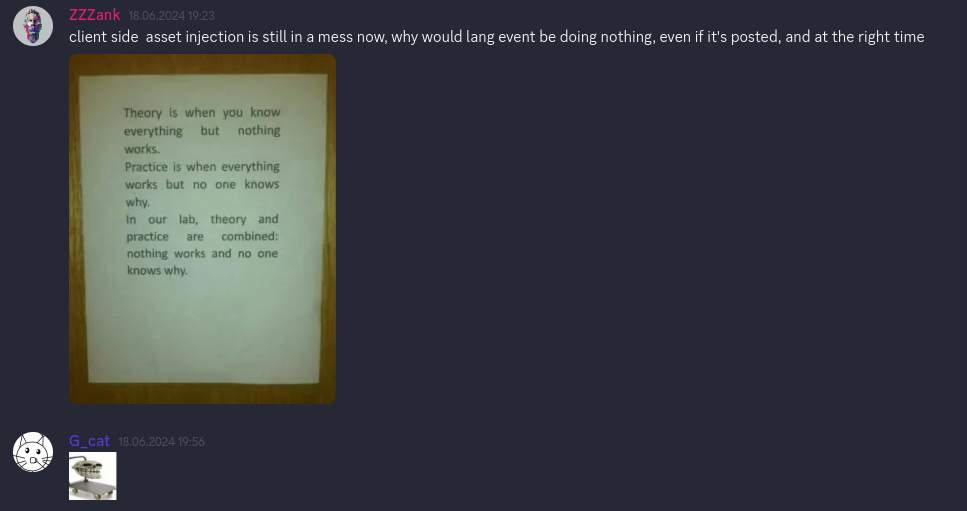 ZZZank 18.06.2024 19:23
client side  asset injection is still in a mess now, why would lang event be doing nothing, even if it's posted, and at the right time
Theory is when you know
everything but nothing
works.
Practice is when everything
works but no one knows
why.
In our lab, theory and
practice are combined:
nothing works and no one
knows why.
G_cat 18.06.2024 19:56